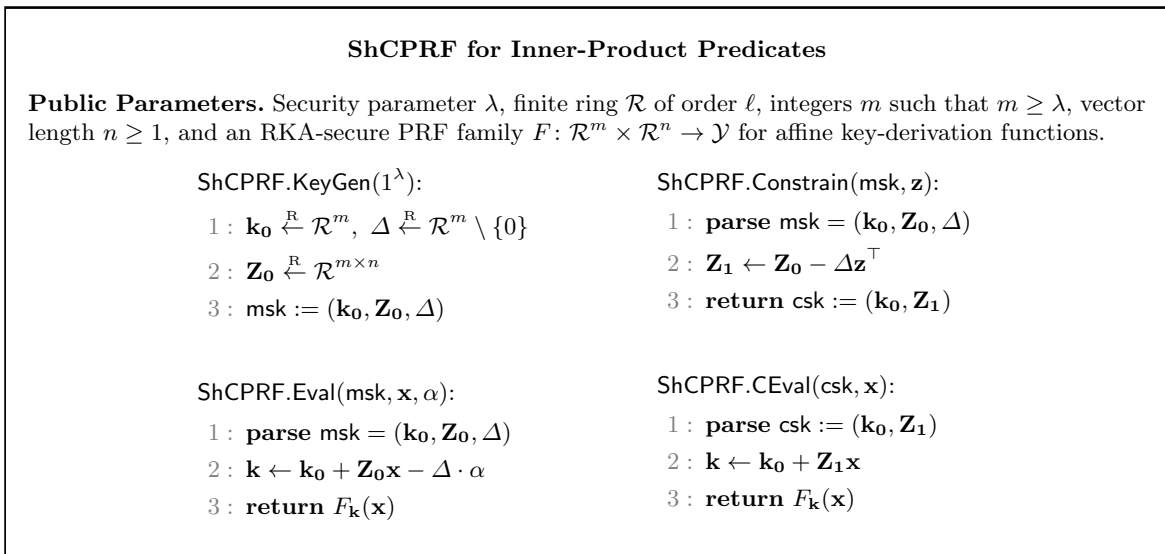 ShCPRF for Inner-Product Predicates
Public Parameters. Security parameter λ, finite ring ℛ of order ℓ, integers m such that m ≥ λ, vector
length n ≥ 1, and an RKA-secure PRF family F: ℛ^m × ℛ^n → 𝒴 for affine key-derivation functions.
ShCPRF.KeyGen(1^λ):
1 : k₀ ←^R ℛ^m, Δ ←^R ℛ^m \ {0}
2 : Z₀ ←^R ℛ^{m×n}
3 : msk := (k₀, Z₀, Δ)
ShCPRF.Constrain(msk, z):
1 : parse msk = (k₀, Z₀, Δ)
2 : Z₁ ← Z₀ − Δz^⊤
3 : return csk := (k₀, Z₁)
ShCPRF.Eval(msk, x, α):
1 : parse msk = (k₀, Z₀, Δ)
2 : k ← k₀ + Z₀x − Δ · α
3 : return F_k(x)
ShCPRF.CEval(csk, x):
1 : parse csk := (k₀, Z₁)
2 : k ← k₀ + Z₁x
3 : return F_k(x)